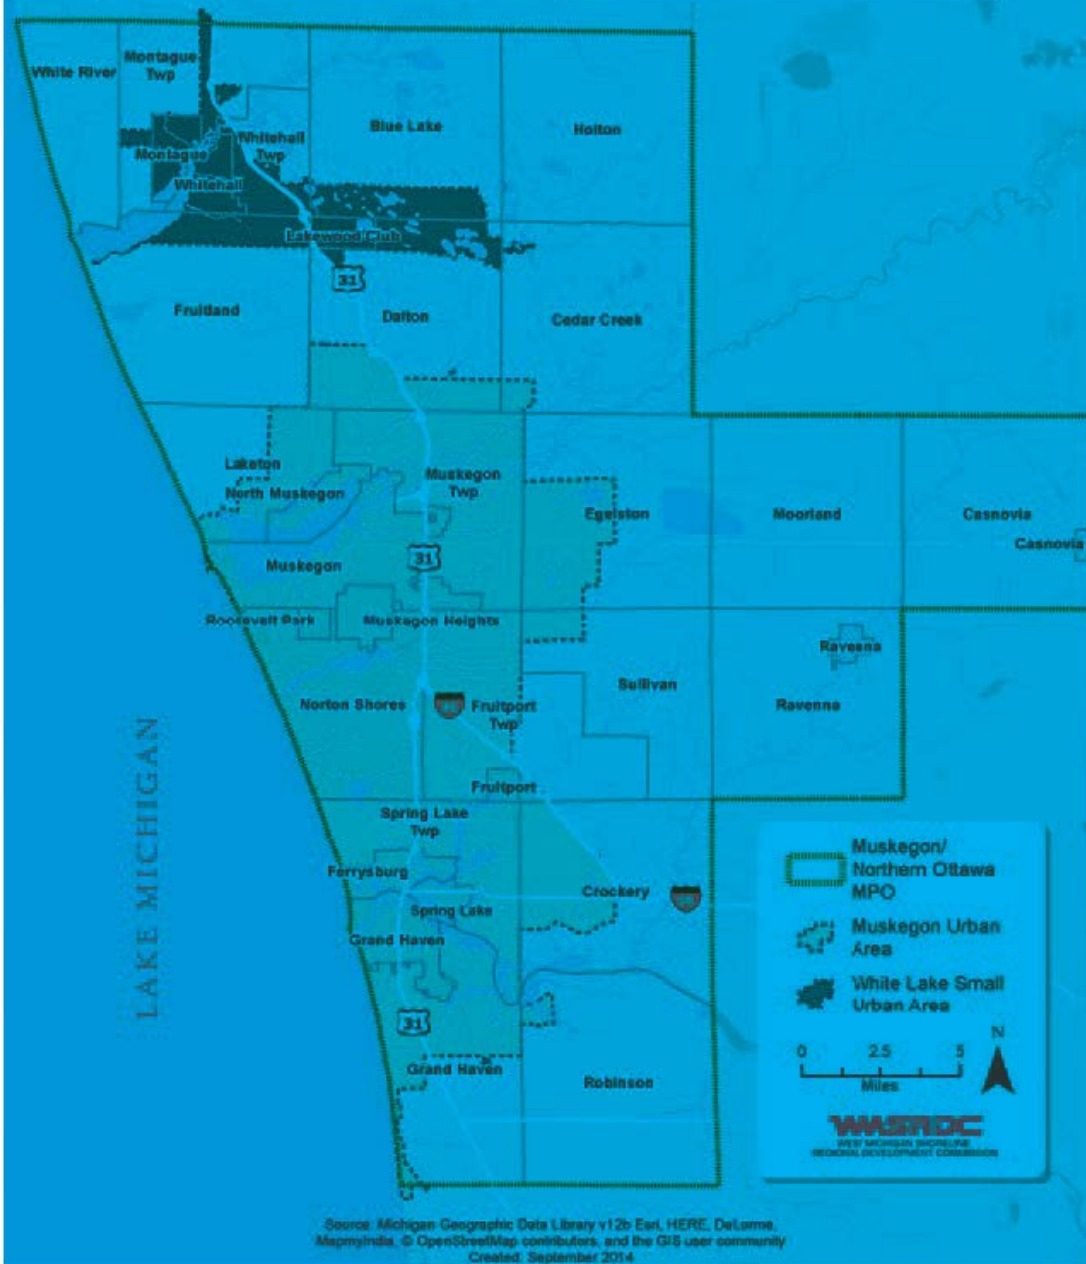 White River
Montague
Twp
Blue Lake
Holton
Whitehall
Twp
Montague
Whitehall
Lakewood Club
31
Fruitland
Dalton
Cedar Creek
Laketon
North Muskegon
Muskegon
Twp
Egelston
Moorland
Casnovia
Casnovia
31
Muskegon
Roosevelt Park
Muskegon Heights
Ravenna
Sullivan
Norton Shores
Fruitport
Twp
Ravenna
Fruitport
LAKE MICHIGAN
Spring Lake
Twp
Ferrysburg
Crockery
Spring Lake
Grand Haven
31
Grand Haven
Robinson
Muskegon/
Northern Ottawa
MPO
Muskegon Urban
Area
White Lake Small
Urban Area
N
0 2.5 5
Miles
WMSRDC
WEST MICHIGAN SHORELINE
REGIONAL DEVELOPMENT COMMISSION
Source: Michigan Geographic Data Library v12b Esri, HERE, DeLorme,
MapmyIndia, © OpenStreetMap contributors, and the GIS user community
Created: September 2014